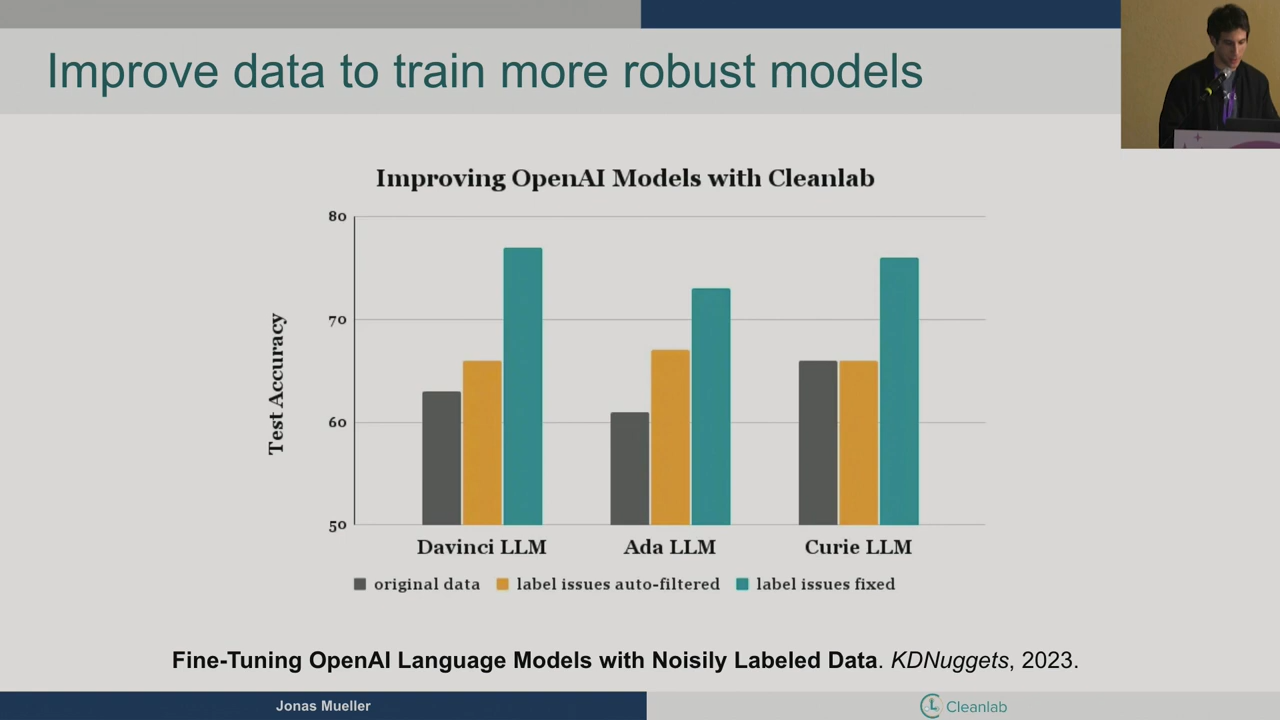 Improve data to train more robust models
Improving OpenAI Models with Cleanlab
Test Accuracy
80
70
60
50
Davinci LLM Ada LLM Curie LLM
original data label issues auto-filtered label issues fixed
Fine-Tuning OpenAI Language Models with Noisily Labeled Data. KDNuggets, 2023.
Jonas Mueller
Cleanlab